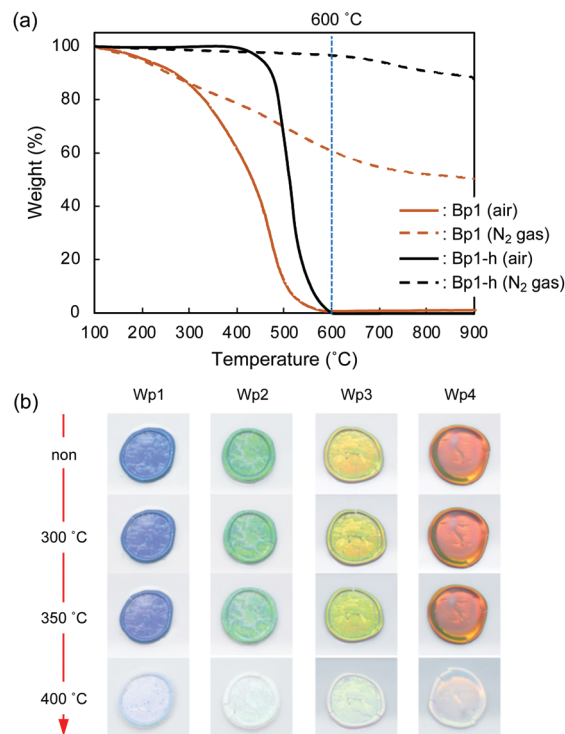 (a)
600 ˚C
100
80
60
40
20
0
Weight (%)
: Bp1 (air)
: Bp1 (N2 gas)
: Bp1-h (air)
: Bp1-h (N2 gas)
100 200 300 400 500 600 700 800 900
Temperature (˚C)
(b)
Wp1 Wp2 Wp3 Wp4
non
300 ˚C
350 ˚C
400 ˚C